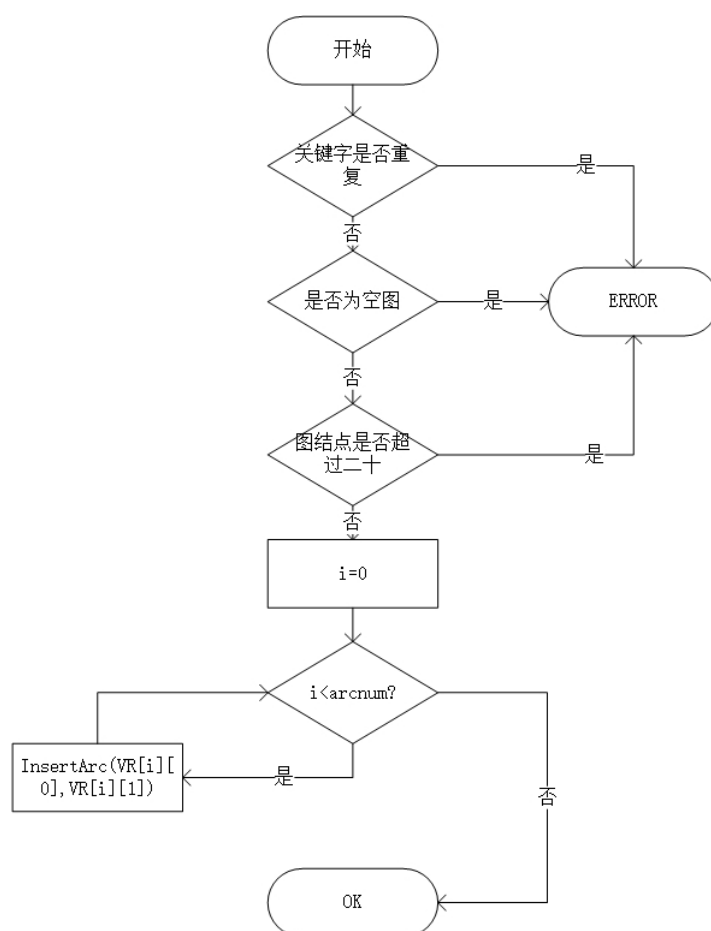 开始
关键字是否重
复
是
否
是否为空图
是
ERROR
否
图结点是否超
过二十
是
否
i=0
i<arcnum?
InsertArc(VR[i][
0],VR[i][1])
是
否
OK